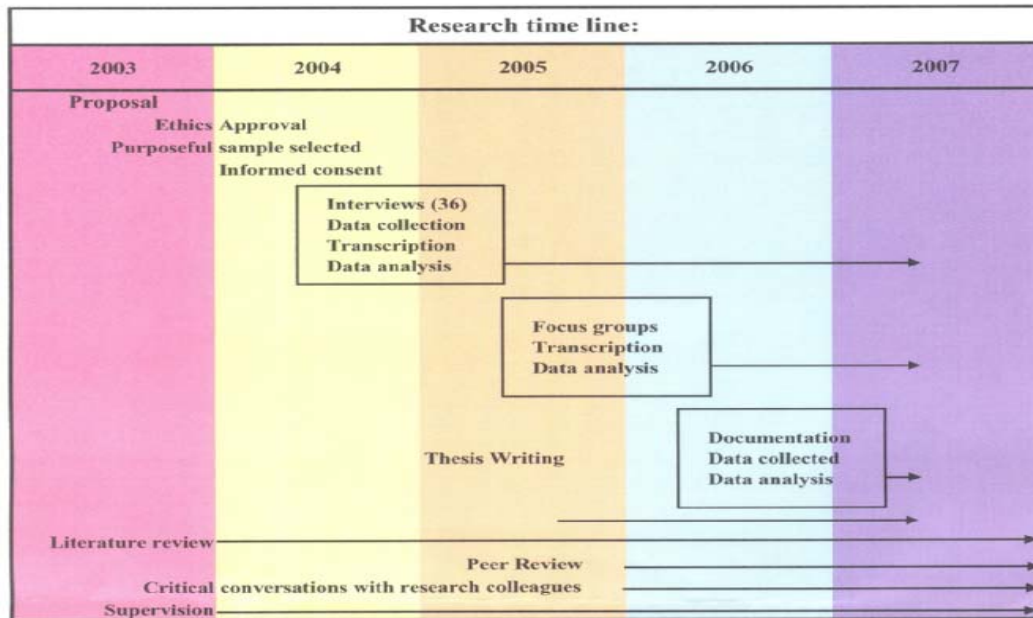 Research time line:
2003 2004 2005 2006 2007
Proposal
Ethics Approval
Purposeful sample selected
Informed consent
Interviews (36)
Data collection
Transcription
Data analysis
Focus groups
Transcription
Data analysis
Documentation
Data collected
Data analysis
Thesis Writing
Literature review
Peer Review
Critical conversations with research colleagues
Supervision